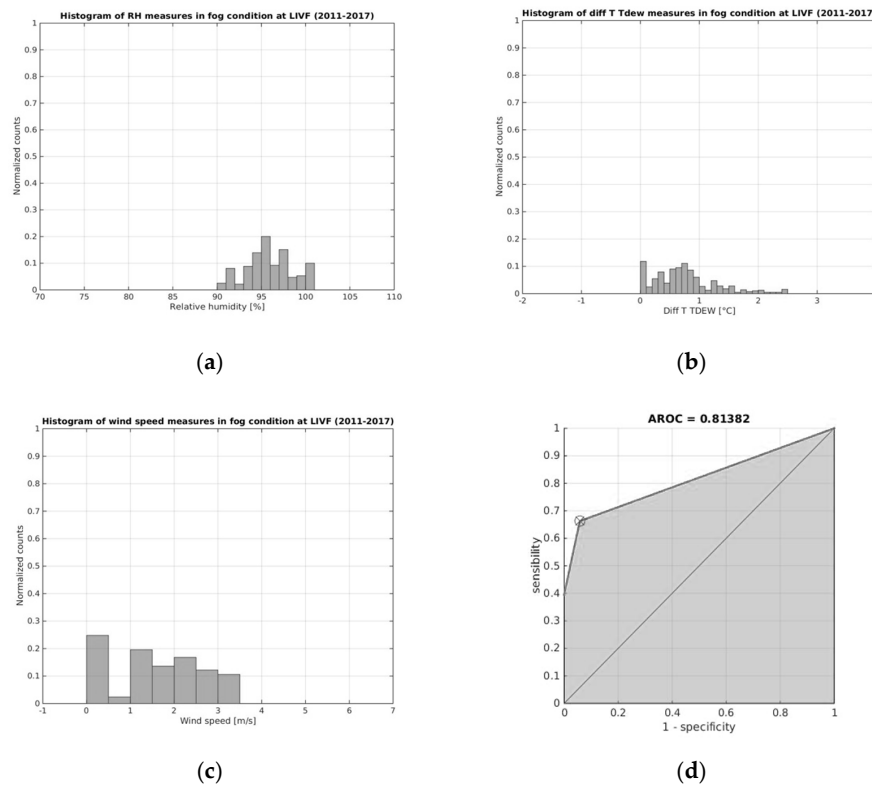 Histogram of RH measures in fog condition at LIVF (2011-2017)
1
0.9
0.8
0.7
0.6
0.5
0.4
0.3
0.2
0.1
0
Normalized counts
70 75 80 85 90 95 100 105 110
Relative humidity [%]
(a)
Histogram of diff T Tdew measures in fog condition at LIVF (2011-2017
1
0.9
0.8
0.7
0.6
0.5
0.4
0.3
0.2
0.1
0
Normalized counts
-2 -1 0 1 2 3
Diff T TDEW [°C]
(b)
Histogram of wind speed measures in fog condition at LIVF (2011-2017)
1
0.9
0.8
0.7
0.6
0.5
0.4
0.3
0.2
0.1
0
Normalized counts
-1 0 1 2 3 4 5 6 7
Wind speed [m/s]
(c)
AROC = 0.81382
1
0.9
0.8
0.7
0.6
0.5
0.4
0.3
0.2
0.1
0
sensibility
0 0.2 0.4 0.6 0.8 1
1 - specificity
(d)